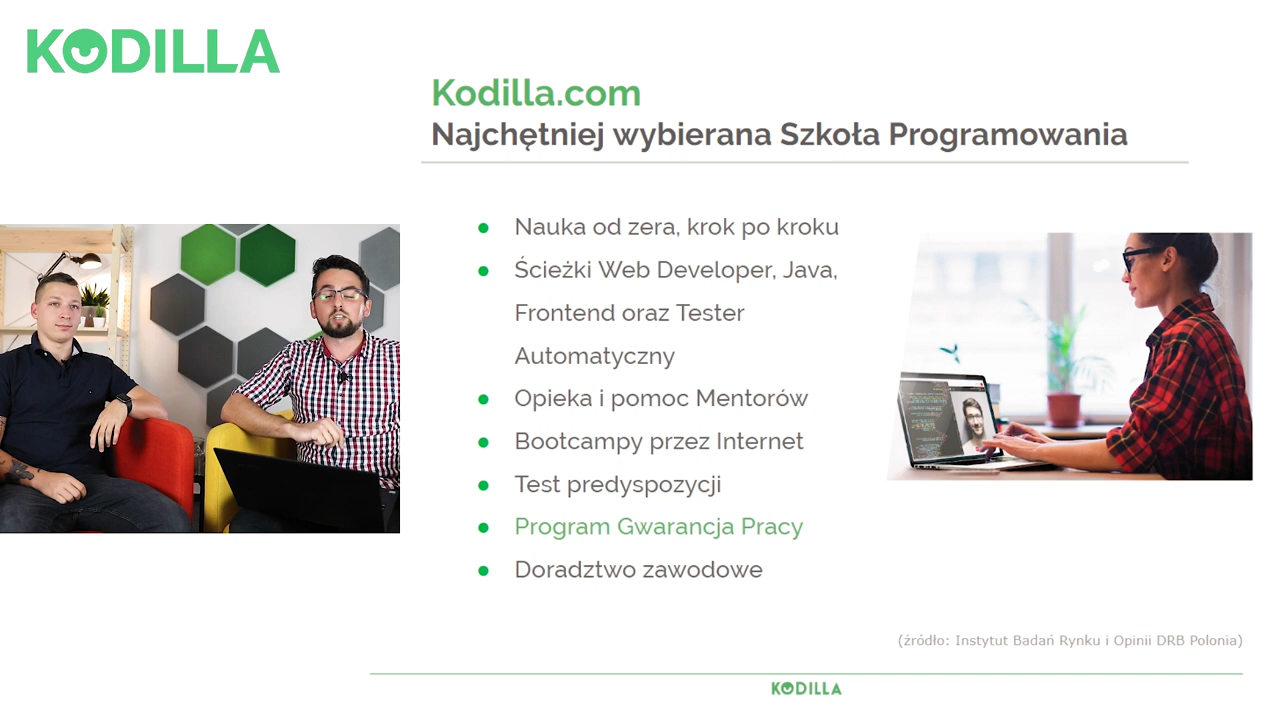 KODILLA
Kodilla.com
Najchętniej wybierana Szkoła Programowania
● Nauka od zera, krok po kroku
● Ścieżki Web Developer, Java,
Frontend oraz Tester
Automatyczny
● Opieka i pomoc Mentorów
● Bootcampy przez Internet
● Test predyspozycji
● Program Gwarancja Pracy
● Doradztwo zawodowe
(źródło: Instytut Badań Rynku i Opinii DRB Polonia)
KODILLA